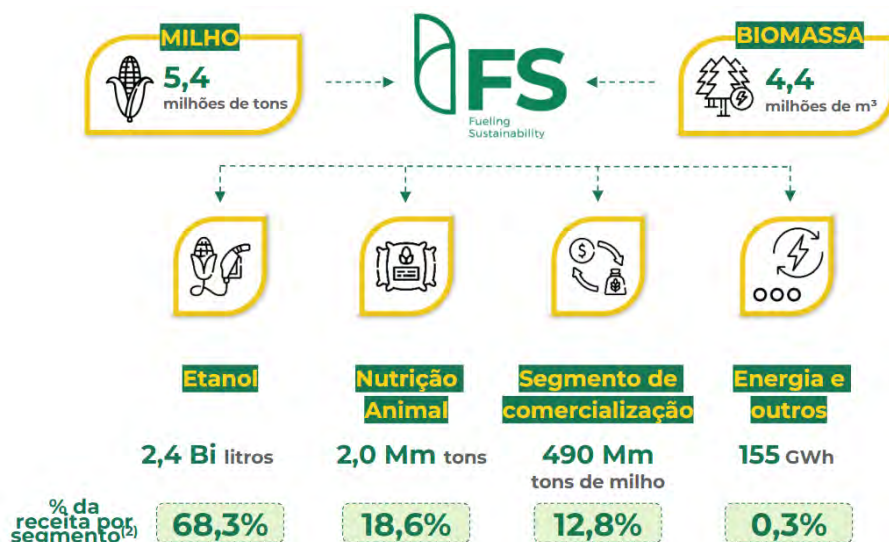 MILHO
5,4
milhões de tons
FS
Fueling
Sustainability
BIOMASSA
4,4
milhões de m³
Etanol
Nutrição
Animal
Segmento de
comercialização
Energia e
outros
2,4 Bi litros
2,0 Mm tons
490 Mm
tons de milho
155 GWh
% da
receita por
segmento(2)
68,3%
18,6%
12,8%
0,3%